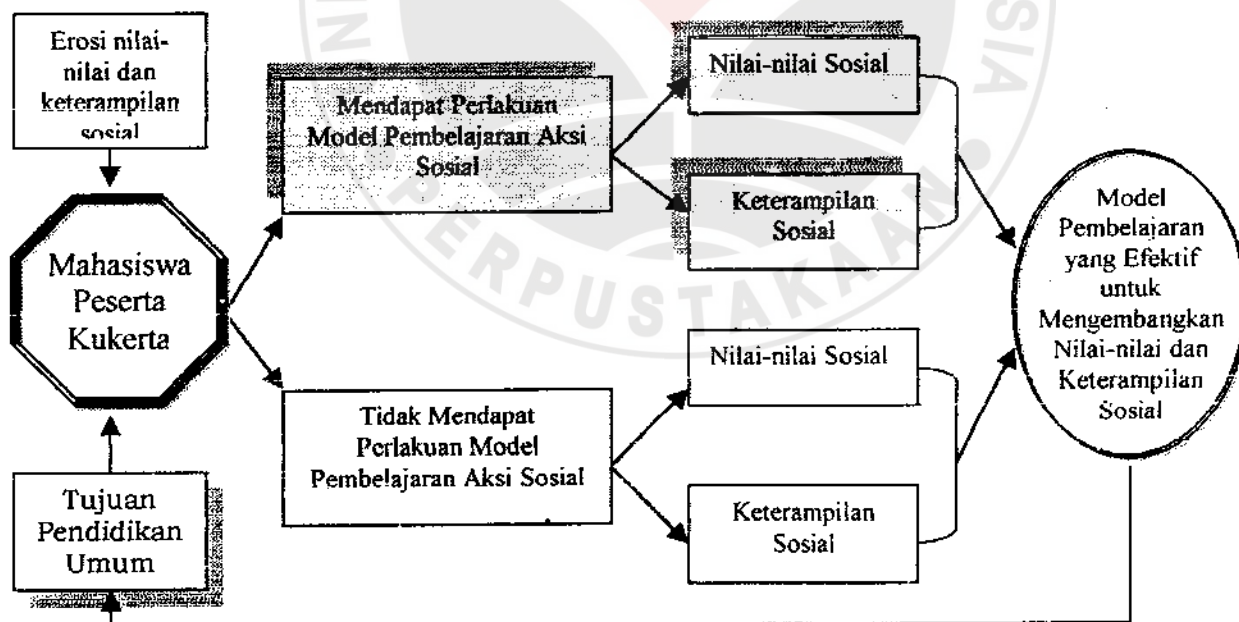 Erosi nilai-
nilai dan
keterampilan
sosial
Mahasiswa
Peserta
Kukerta
Tujuan
Pendidikan
Umum
Mendapat Perlakuan
Model Pembelajaran Aksi
Sosial
Tidak Mendapat
Perlakuan Model
Pembelajaran Aksi Sosial
Nilai-nilai Sosial
Keterampilan
Sosial
Nilai-nilai Sosial
Keterampilan
Sosial
Model
Pembelajaran
yang Efektif
untuk
Mengembangkan
Nilai-nilai dan
Keterampilan
Sosial
PERPUSTAKAAN
SIA